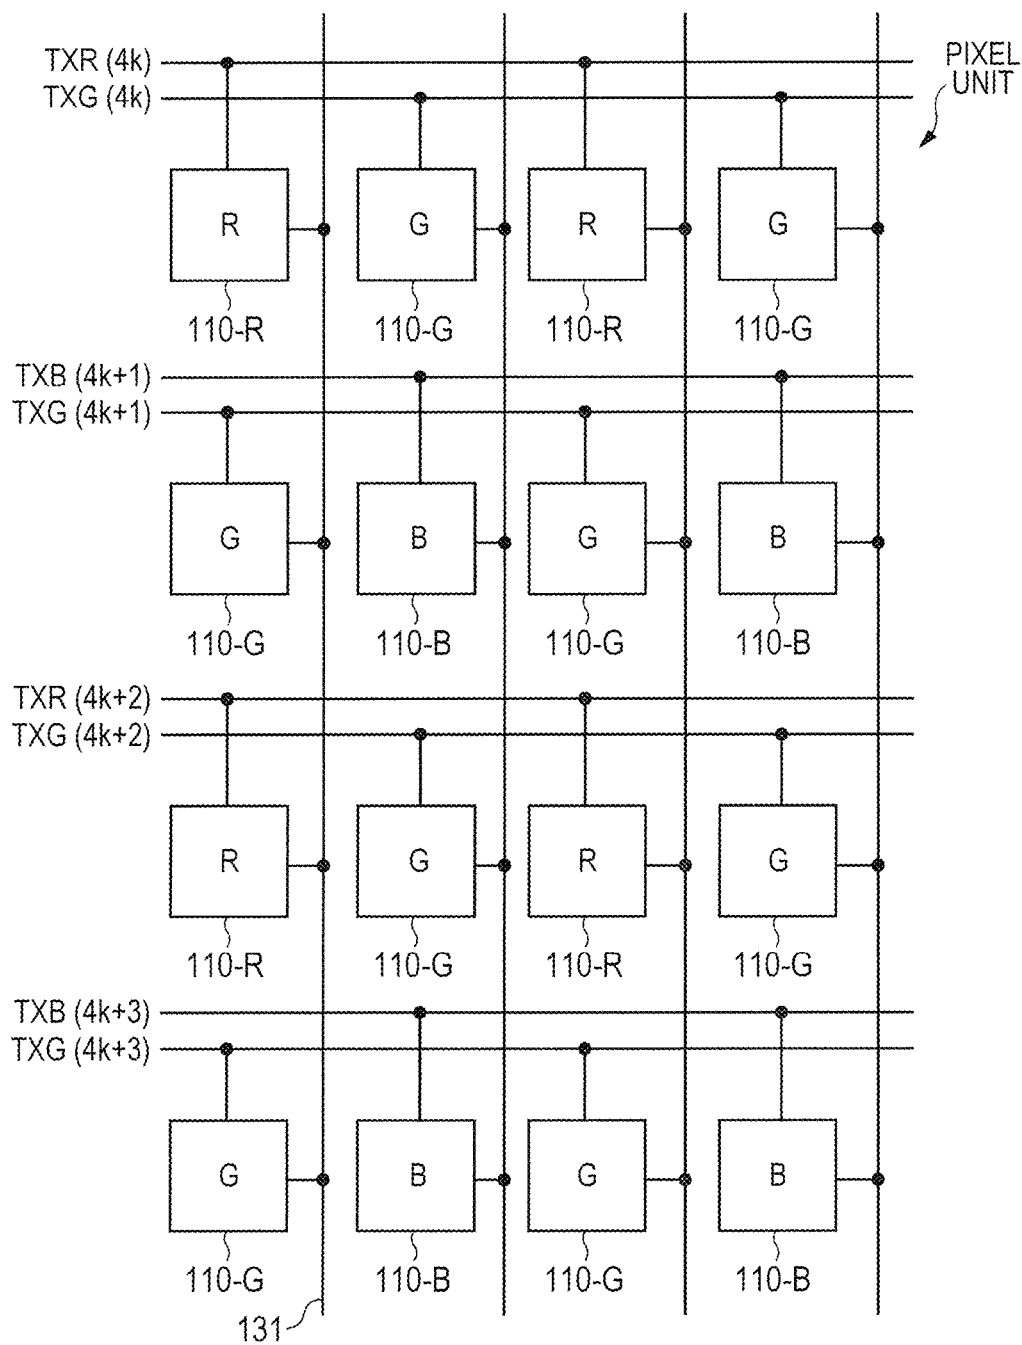 TXR (4k)
TXG (4k)
PIXEL
UNIT
R G R G
110-R 110-G 110-R 110-G
TXB (4k+1)
TXG (4k+1)
G B G B
110-G 110-B 110-G 110-B
TXR (4k+2)
TXG (4k+2)
R G R G
110-R 110-G 110-R 110-G
TXB (4k+3)
TXG (4k+3)
G B G B
110-G 110-B 110-G 110-B
131